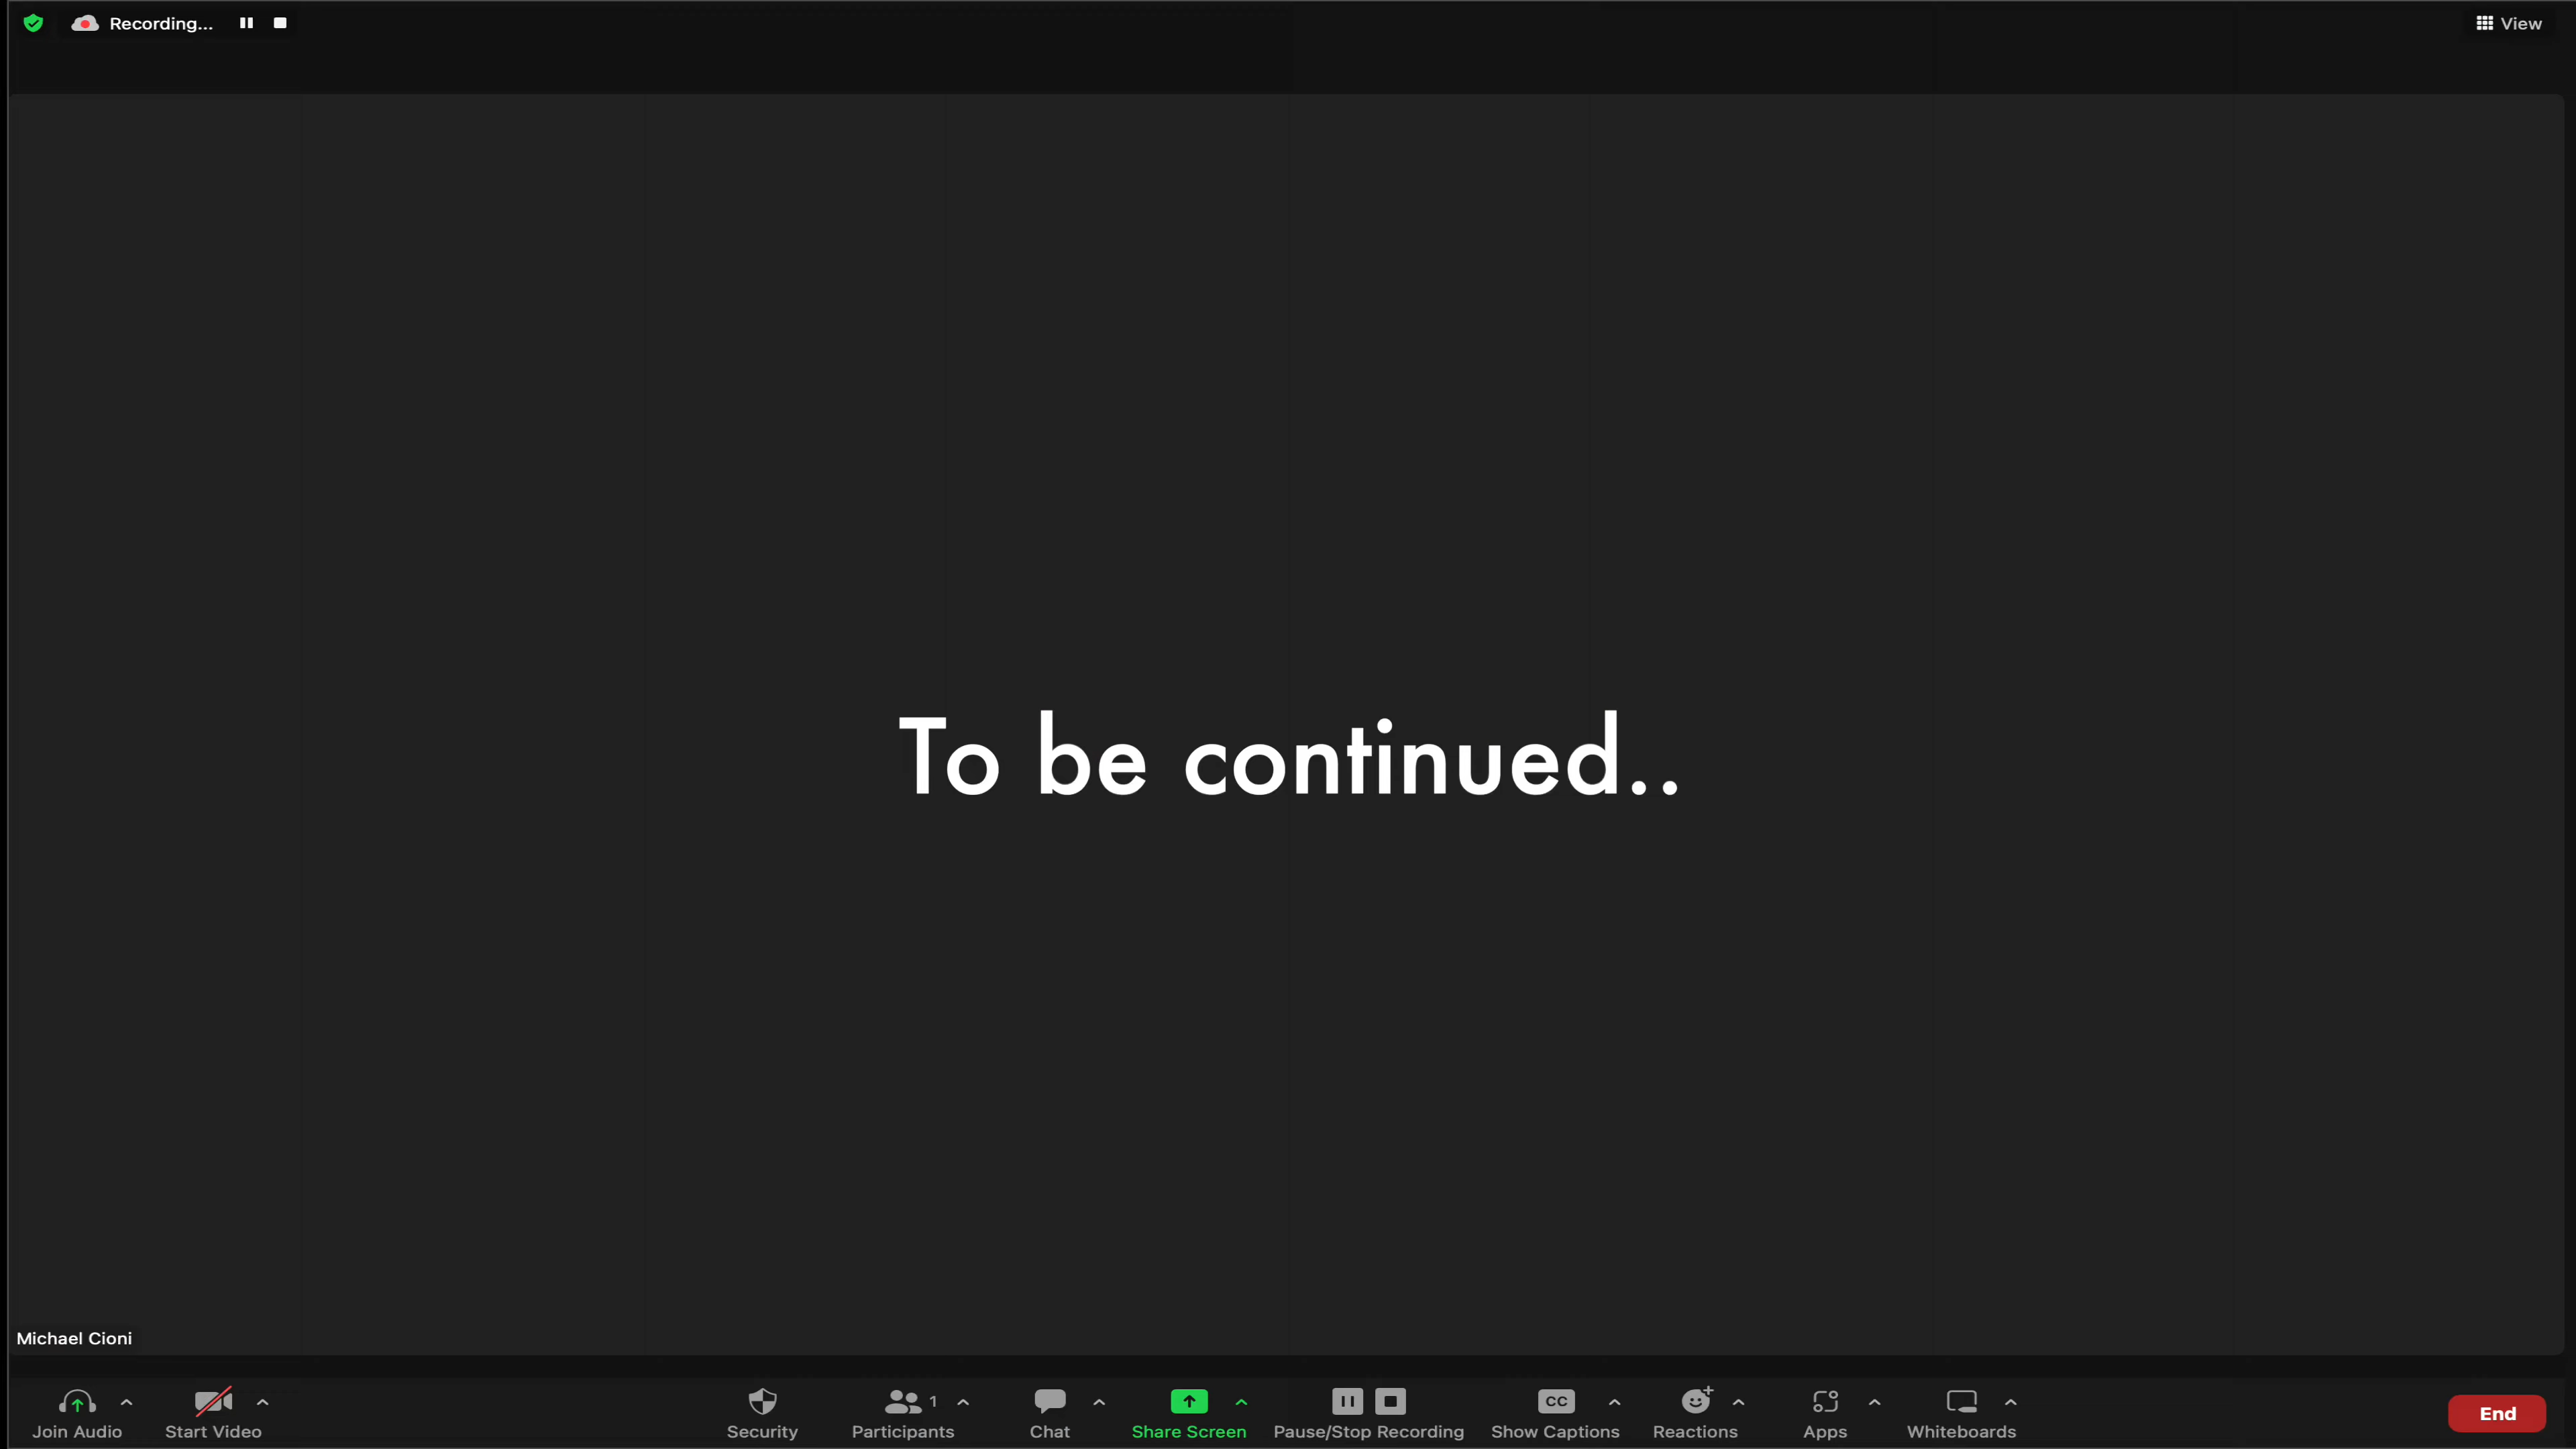 Recording...
View
To be continued..
Michael Cioni
1
CC
Join Audio
Start Video
Security
Participants
Chat
Share Screen
Pause/Stop Recording
Show Captions
Reactions
Apps
Whiteboards
End